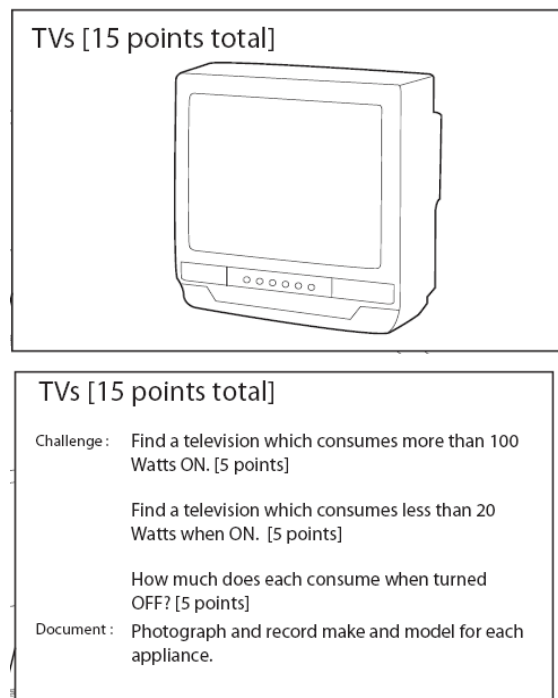 TVs [15 points total]
TVs [15 points total]
Challenge : Find a television which consumes more than 100
Watts ON. [5 points]
Find a television which consumes less than 20
Watts when ON. [5 points]
How much does each consume when turned
OFF? [5 points]
Document : Photograph and record make and model for each
appliance.